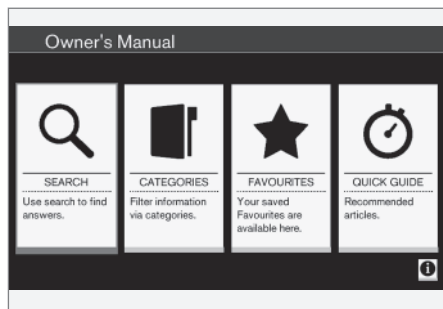 Owner's Manual
SEARCH
Use search to find
answers.
CATEGORIES
Filter information
via categories.
FAVOURITES
Your saved
Favourites are
available here.
QUICK GUIDE
Recommended
articles.
i